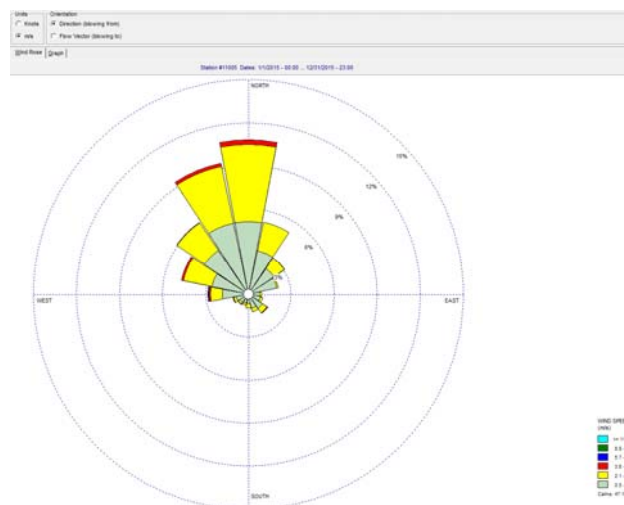 Units
Orientation
Knots
Direction (blowing from)
m/s
Flow Vector (blowing to)
Wind Rose
Graph
Station #11005 Dates: 1/1/2015 - 00:00 ... 12/31/2015 - 23:00
NORTH
15%
12%
9%
6%
3%
WEST
EAST
SOUTH
WIND SPE
(m/s)